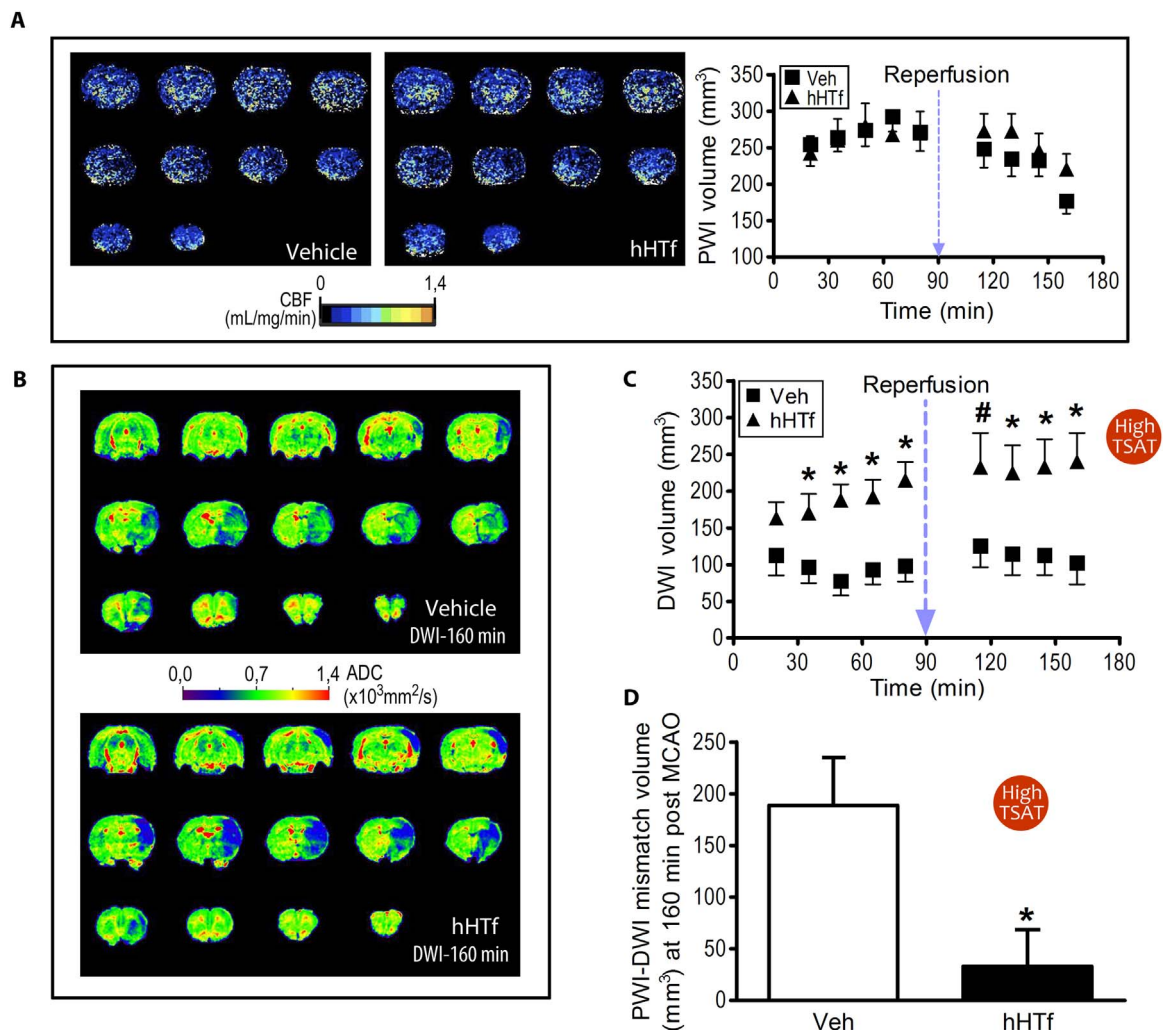 A
Vehicle
hHTf
0
1,4
CBF
(mL/mg/min)
PWI volume (mm³)
350
300
250
200
150
100
Veh
hHTf
Reperfusion
0
30
60
90
120
150
180
Time (min)
B
Vehicle
DWI-160 min
0,0
0,7
1,4
ADC
(x10³mm²/s)
hHTf
DWI-160 min
C
DWI volume (mm³)
350
300
250
200
150
100
50
0
Veh
hHTf
Reperfusion
* * * *
# * * *
High
TSAT
0
30
60
90
120
150
180
Time (min)
D
PWI-DWI mismatch volume
(mm³) at 160 min post MCAO
250
200
150
100
50
0
High
TSAT
*
Veh
hHTf